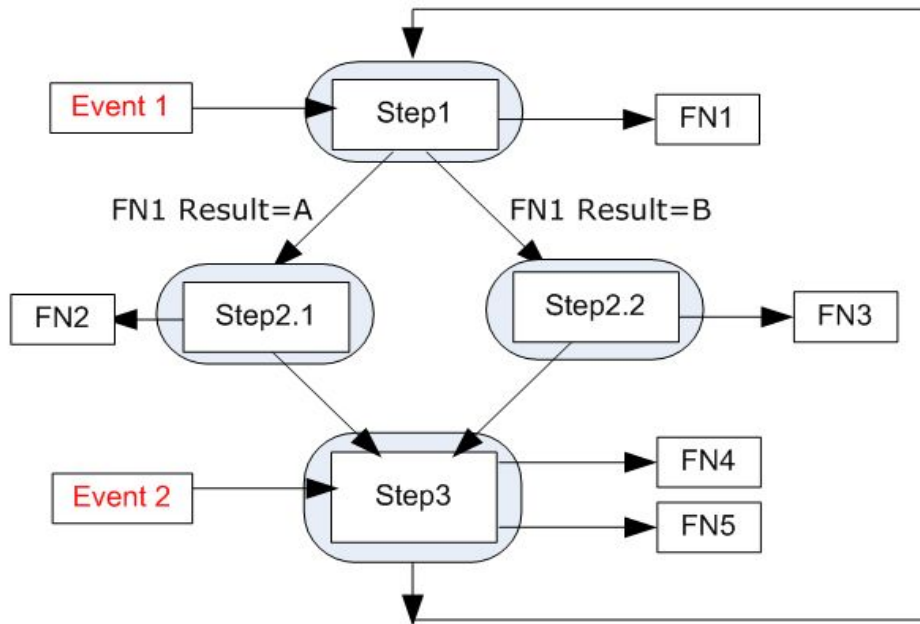 Event 1
Step1
FN1
FN1 Result=A
FN1 Result=B
FN2
Step2.1
Step2.2
FN3
Event 2
Step3
FN4
FN5